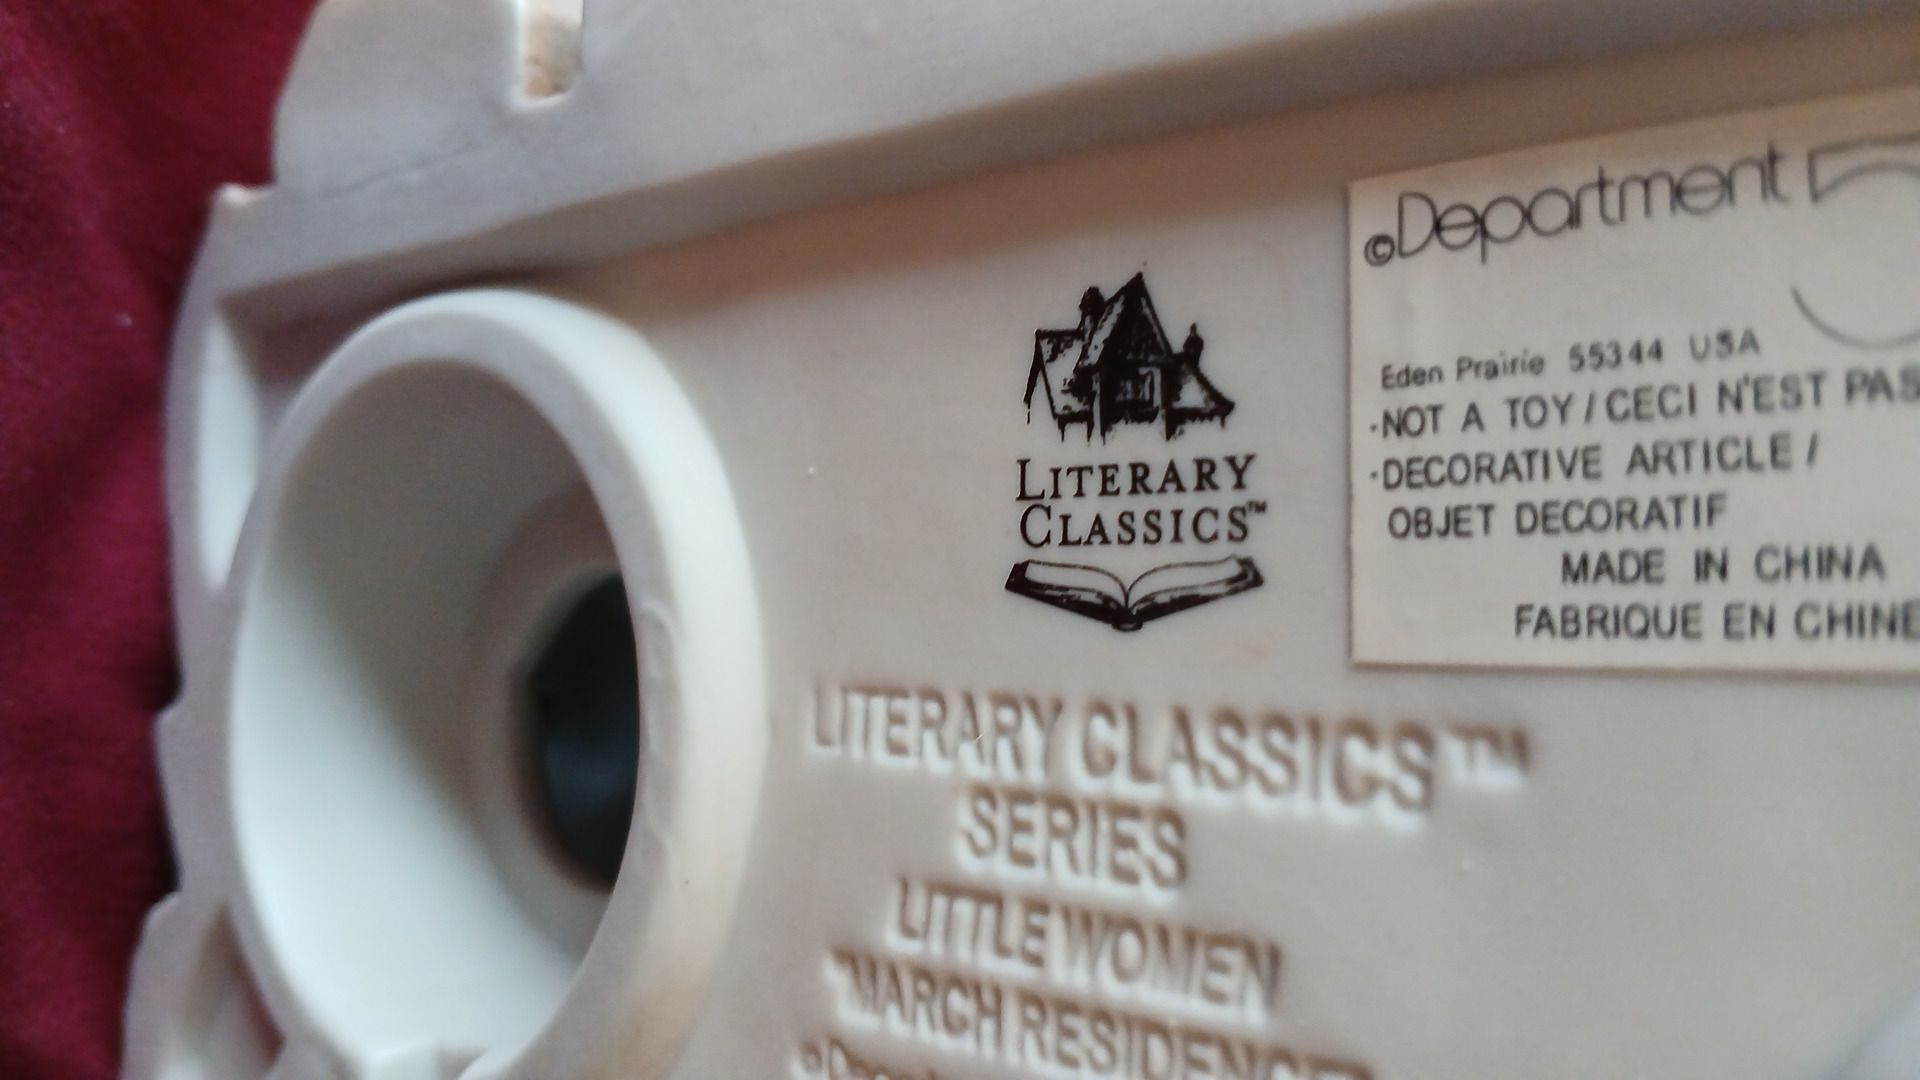 ©Department 5
Eden Prairie 55344 USA
·NOT A TOY / CECI N'EST PAS
·DECORATIVE ARTICLE /
OBJET DECORATIF
MADE IN CHINA
FABRIQUE EN CHINE
LITERARY
CLASSICS™
LITERARY CLASSICS™
SERIES
LITTLE WOMEN
"MARCH RESIDENCE